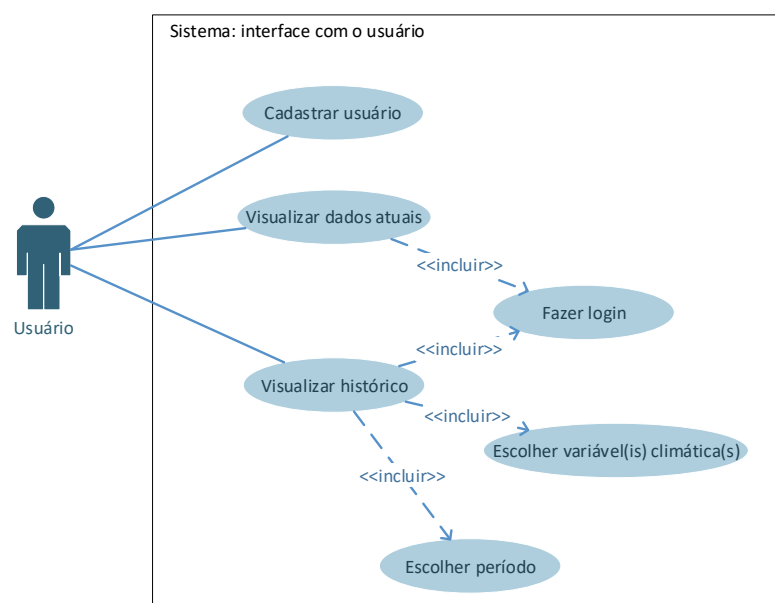 Sistema: interface com o usuário
Cadastrar usuário
Visualizar dados atuais
<<incluir>>
Fazer login
Usuário
<<incluir>>
Visualizar histórico
<<incluir>>
Escolher variável(is) climática(s)
<<incluir>>
Escolher período